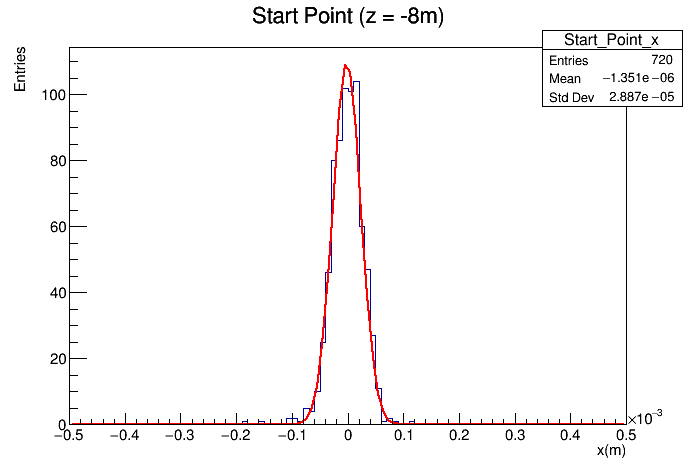 Start Point (z = -8m)
Start_Point_x
Entries 720
Mean −1.351e−06
Std Dev 2.887e−05
Entries
100
80
60
40
20
0
−0.5 −0.4 −0.3 −0.2 −0.1 0 0.1 0.2 0.3 0.4 0.5
×10−3
x(m)